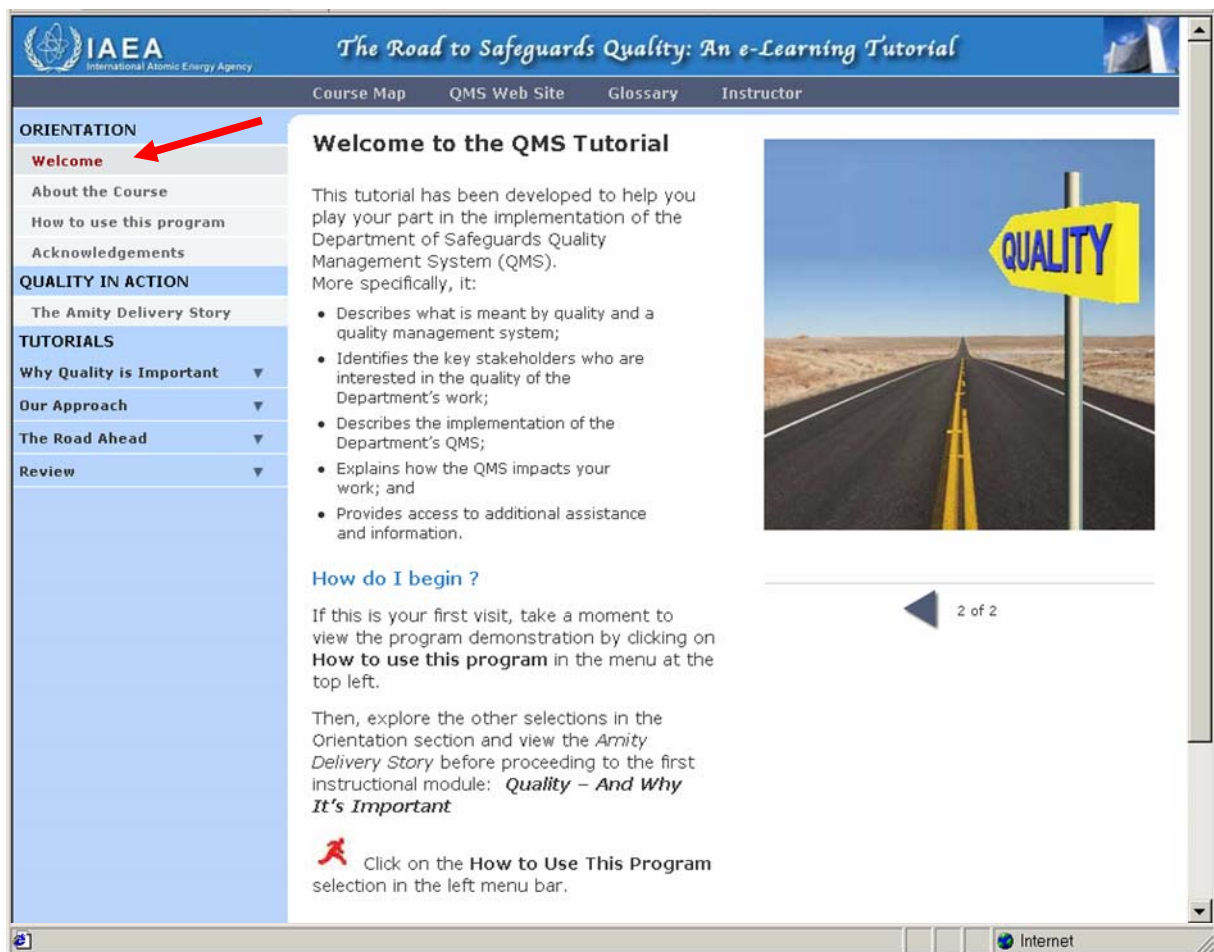 IAEA
International Atomic Energy Agency
The Road to Safeguards Quality: An e-Learning Tutorial
Course Map QMS Web Site Glossary Instructor
ORIENTATION
Welcome
About the Course
How to use this program
Acknowledgements
QUALITY IN ACTION
The Amity Delivery Story
TUTORIALS
Why Quality is Important
Our Approach
The Road Ahead
Review
Welcome to the QMS Tutorial
This tutorial has been developed to help you
play your part in the implementation of the
Department of Safeguards Quality
Management System (QMS).
More specifically, it:
• Describes what is meant by quality and a
quality management system;
• Identifies the key stakeholders who are
interested in the quality of the
Department's work;
• Describes the implementation of the
Department's QMS;
• Explains how the QMS impacts your
work; and
• Provides access to additional assistance
and information.
How do I begin ?
If this is your first visit, take a moment to
view the program demonstration by clicking on
How to use this program in the menu at the
top left.
Then, explore the other selections in the
Orientation section and view the Amity
Delivery Story before proceeding to the first
instructional module: Quality – And Why
It's Important
Click on the How to Use This Program
selection in the left menu bar.
QUALITY
2 of 2
Internet